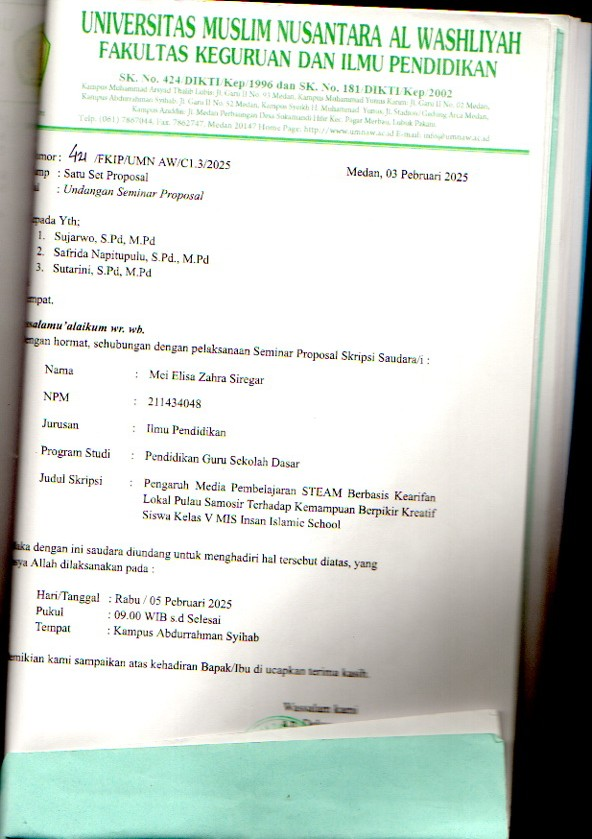 UNIVERSITAS MUSLIM NUSANTARA AL WASHLIYAH
FAKULTAS KEGURUAN DAN ILMU PENDIDIKAN
SK. No. 424/DIKTI/Kep/1996 dan SK. No. 181/DIKTI/Kep/2002
Kampus Muhammad Arsyad Thalib Lubis: Jl. Garu II No. 93 Medan, Kampus Muhammad Yunus Karim: Jl. Garu II No. 02 Medan,
Kampus Abdurrahman Syihab: Jl. Garu II No. 52 Medan, Kampus Syeikh H. Muhammad Yunus: Jl. Stadion/Gedung Arca Medan,
Kampus Aziddin: Jl. Medan Perbaungan Desa Sukamandi Hilir Kec. Pagar Merbau, Lubuk Pakam.
Telp. (061) 7867044, Fax. 7862747, Medan 20147 Home Page: http://www.umnaw.ac.id E-mail: info@umnaw.ac.id
mor : 421 /FKIP/UMN AW/C1.3/2025
Medan, 03 Pebruari 2025
mp : Satu Set Proposal
: Undangan Seminar Proposal
pada Yth;
1. Sujarwo, S.Pd, M.Pd
2. Safrida Napitupulu, S.Pd., M.Pd
3. Sutarini, S.Pd, M.Pd
mpat.
salamu'alaikum wr. wb.
engan hormat, sehubungan dengan pelaksanaan Seminar Proposal Skripsi Saudara/i :
Nama : Mei Elisa Zahra Siregar
NPM : 211434048
Jurusan : Ilmu Pendidikan
Program Studi : Pendidikan Guru Sekolah Dasar
Judul Skripsi : Pengaruh Media Pembelajaran STEAM Berbasis Kearifan
Lokal Pulau Samosir Terhadap Kemampuan Berpikir Kreatif
Siswa Kelas V MIS Insan Islamic School
aka dengan ini saudara diundang untuk menghadiri hal tersebut diatas, yang
sya Allah dilaksanakan pada :
Hari/Tanggal : Rabu / 05 Pebruari 2025
Pukul : 09.00 WIB s.d Selesai
Tempat : Kampus Abdurrahman Syihab
emikian kami sampaikan atas kehadiran Bapak/Ibu di ucapkan terima kasih.
Wassalam kami